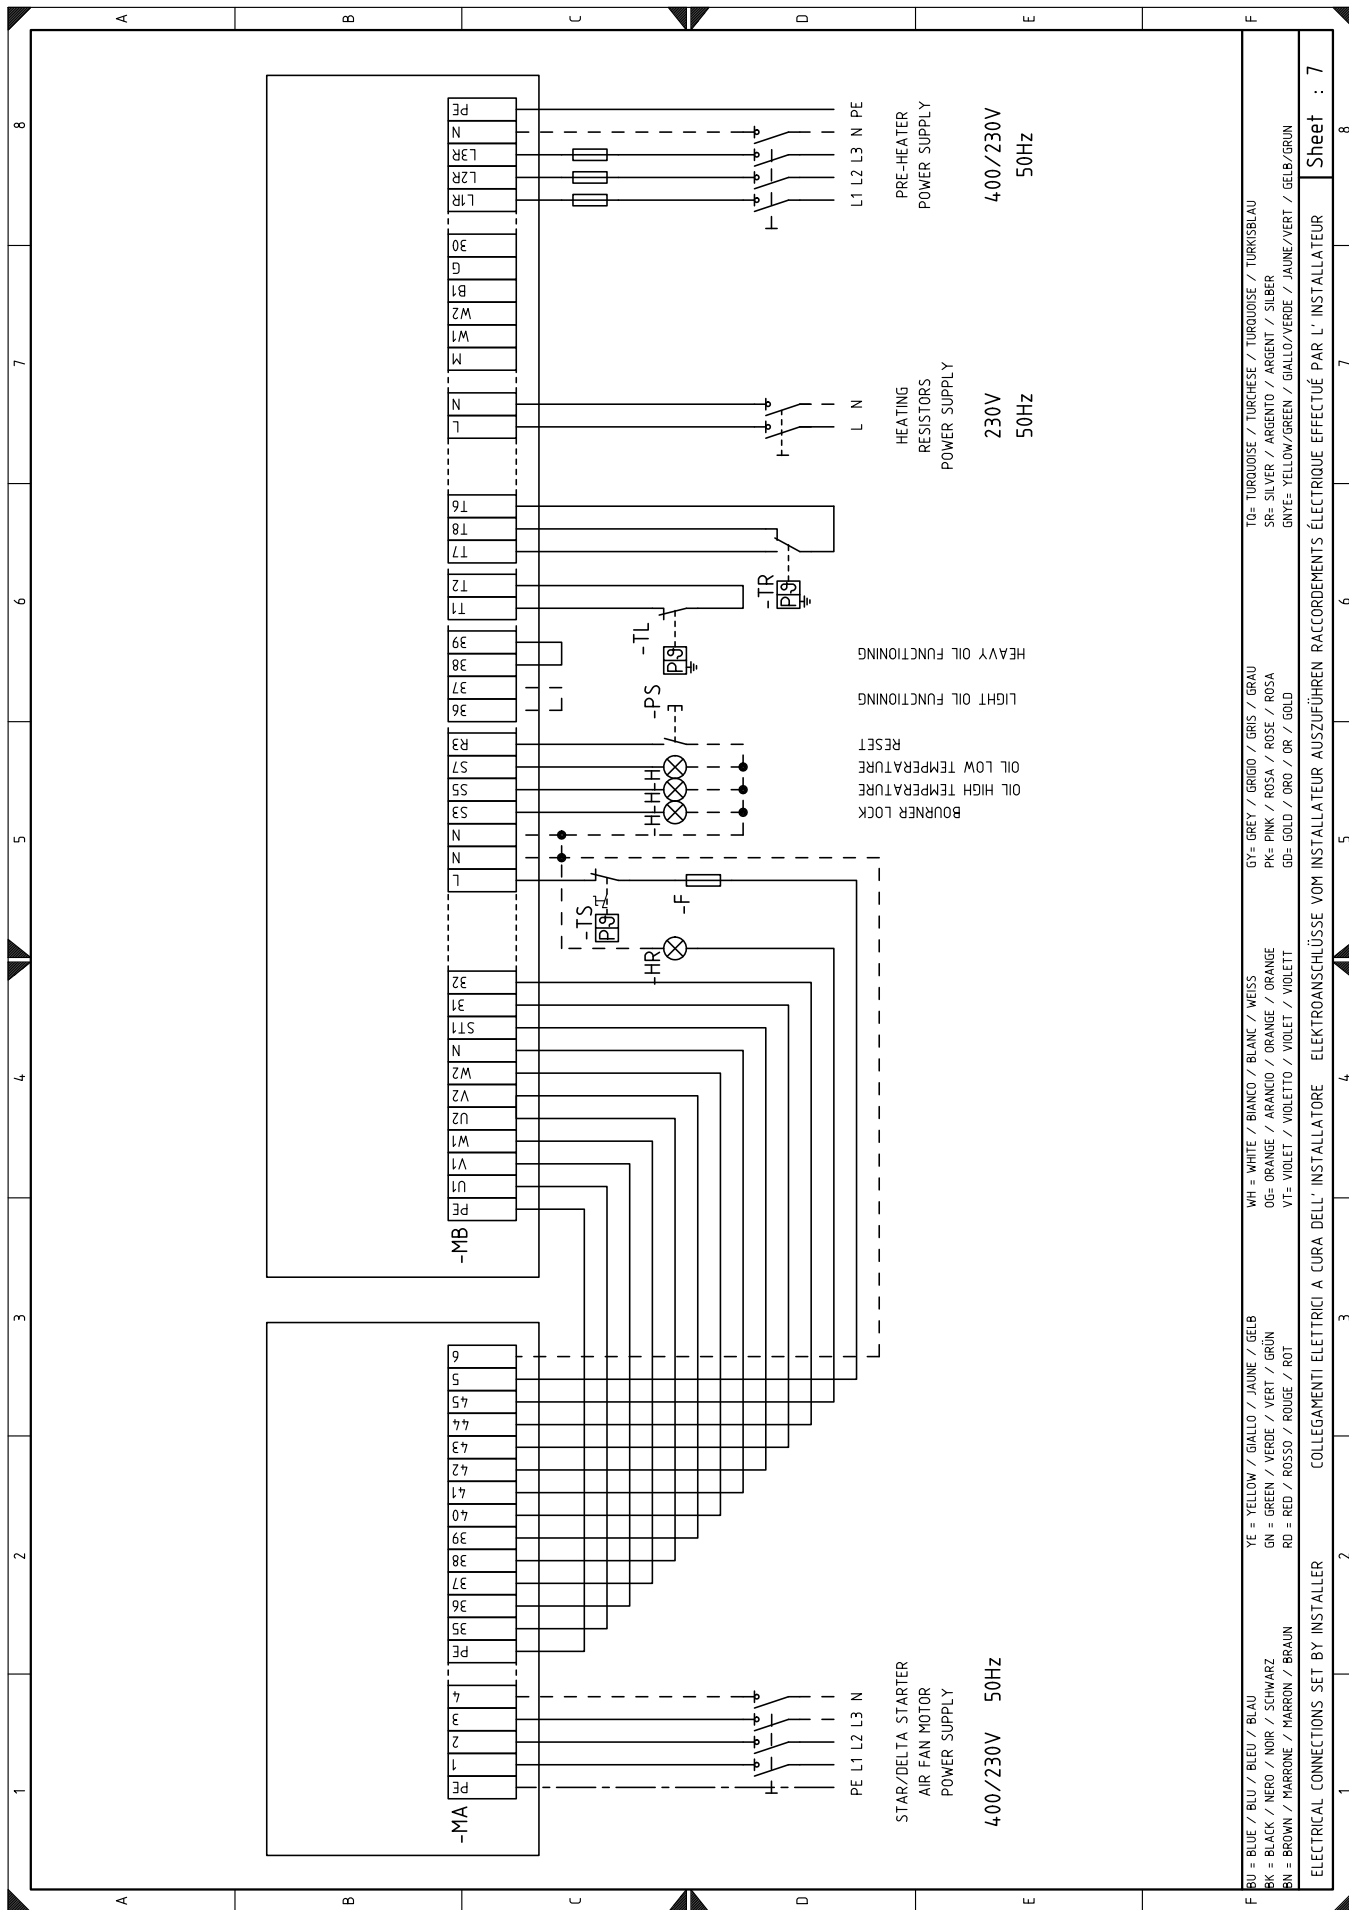 A B C D E F
1 2 3 4 5 6 7 8
-MA
PE 1 2 3 4 PE 35 36 37 38 39 40 41 42 43 44 45 5 6
-MB
PE U1 V1 W1 U2 V2 W2 N ST1 31 32 L N N S3 S5 S7 R3 36 37 38 39 T1 T2 T7 T8 T6 L N M W1 W2 B1 G 30 L1R L2R L3R N PE
-HR
-TS
P9
-F
-H
-H
-H
-PS
-TL
P9
-TR
P9
PE L1 L2 L3 N
STAR/DELTA STARTER
AIR FAN MOTOR
POWER SUPPLY
400/230V 50Hz
BOURNER LOCK
OIL HIGH TEMPERATURE
OIL LOW TEMPERATURE
RESET
LIGHT OIL FUNCTIONING
HEAVY OIL FUNCTIONING
L N
HEATING
RESISTORS
POWER SUPPLY
230V
50Hz
L1 L2 L3 N PE
PRE-HEATER
POWER SUPPLY
400/230V
50Hz
BU = BLUE / BLU / BLEU / BLAU
BK = BLACK / NERO / NOIR / SCHWARZ
BN = BROWN / MARRONE / MARRON / BRAUN
YE = YELLOW / GIALLO / JAUNE / GELB
GN = GREEN / VERDE / VERT / GRÜN
RD = RED / ROSSO / ROUGE / ROT
WH = WHITE / BIANCO / BLANC / WEISS
OG= ORANGE / ARANCIO / ORANGE / ORANGE
VT= VIOLET / VIOLETTO / VIOLET / VIOLETT
GY= GREY / GRIGIO / GRIS / GRAU
PK= PINK / ROSA / ROSE / ROSA
GD= GOLD / ORO / OR / GOLD
TQ= TURQUOISE / TURCHESE / TURQUOISE / TURKISBLAU
SR= SILVER / ARGENTO / ARGENT / SILBER
GNYE= YELLOW/GREEN / GIALLO/VERDE / JAUNE/VERT / GELB/GRUN
ELECTRICAL CONNECTIONS SET BY INSTALLER COLLEGAMENTI ELETTRICI A CURA DELL' INSTALLATORE ELEKTROANSCHLÜSSE VOM INSTALLATEUR AUSZUFÜHREN RACCORDEMENTS ÉLECTRIQUE EFFECTUÉ PAR L' INSTALLATEUR
Sheet : 7
1 2 3 4 5 6 7 8
A B C D E F